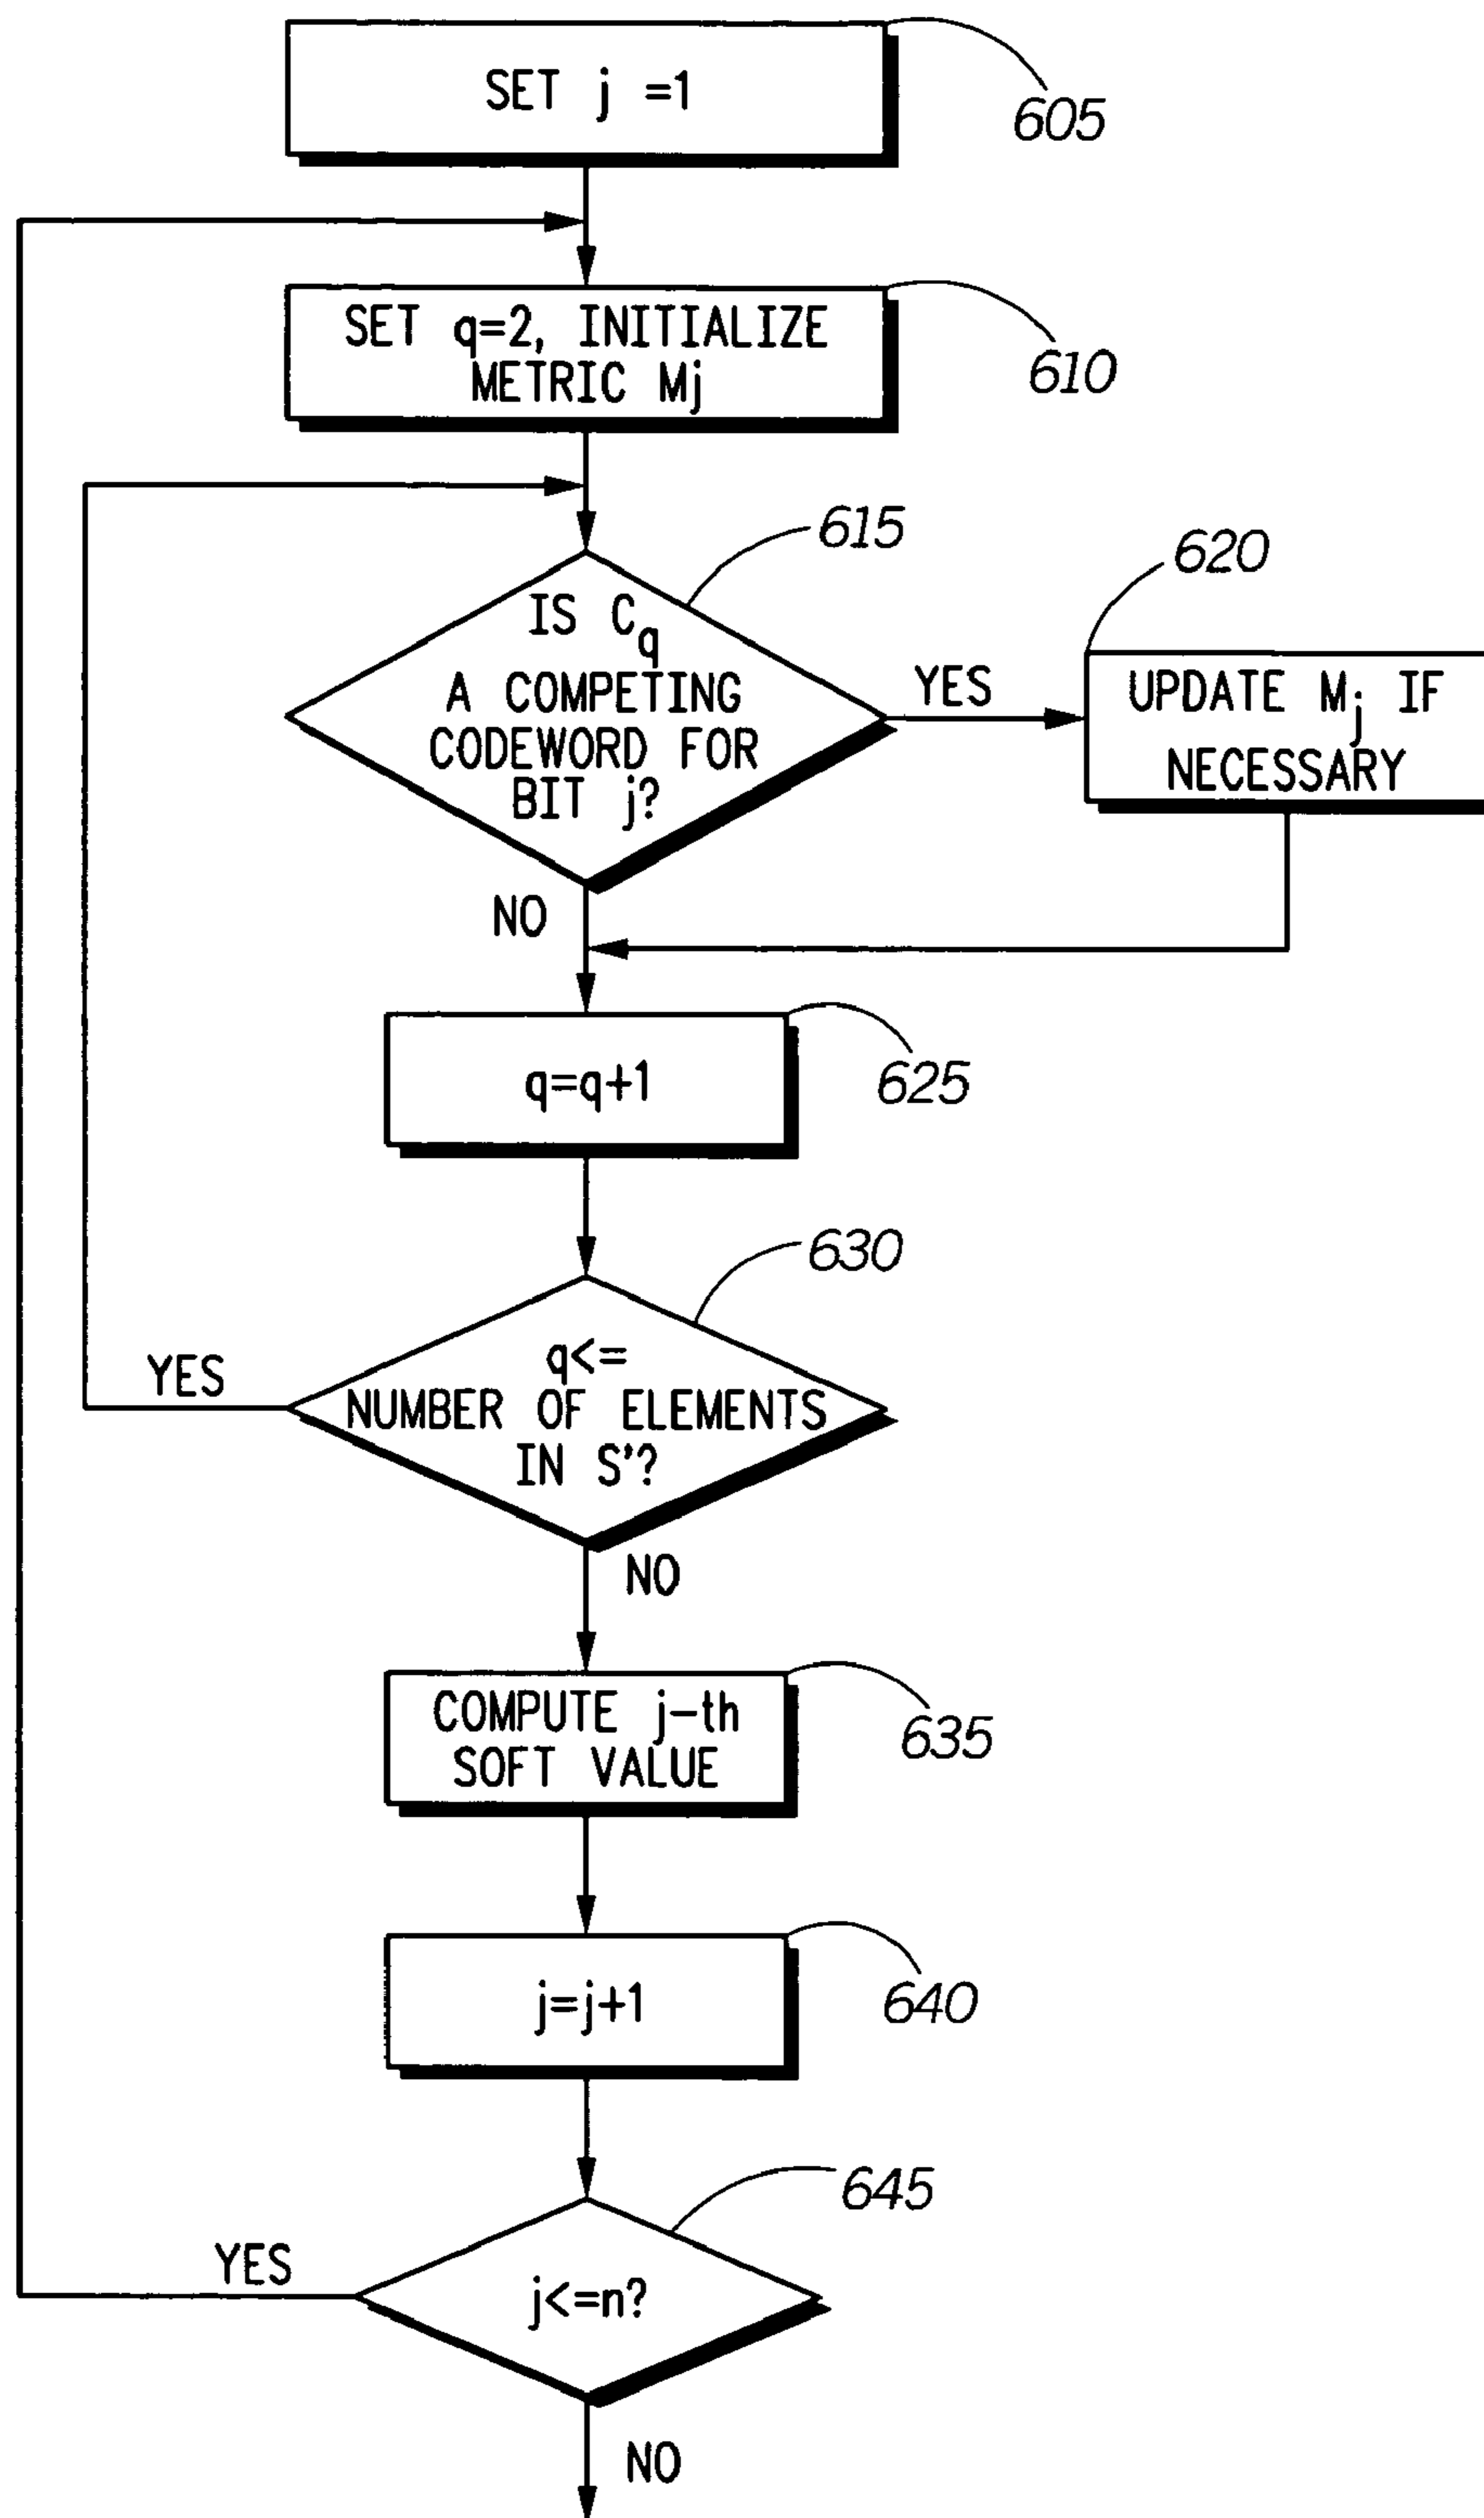 SET j =1
605
SET q=2, INITIALIZE
METRIC Mj
610
615
IS Cq
A COMPETING
CODEWORD FOR
BIT j?
YES
620
UPDATE Mj IF
NECESSARY
NO
q=q+1
625
630
q<=
NUMBER OF ELEMENTS
IN S'?
YES
NO
COMPUTE j-th
SOFT VALUE
635
j=j+1
640
645
j<=n?
YES
NO